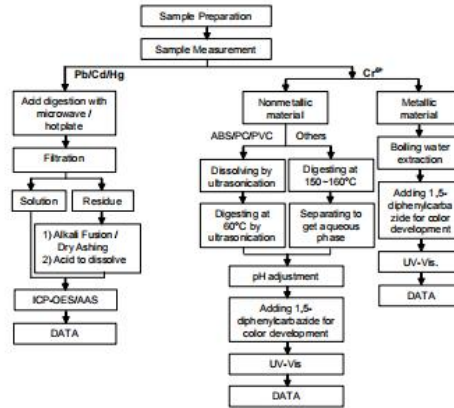 Sample Preparation
Sample Measurement
Pb/Cd/Hg
Cr6+
Acid digestion with
microwave /
hotplate
Filtration
Solution
Residue
1) Alkali Fusion /
Dry Ashing
2) Acid to dissolve
ICP-OES/AAS
DATA
Nonmetallic
material
ABS/PC/PVC
Others
Dissolving by
ultrasonication
Digesting at
150~160°C
Digesting at
60°C by
ultrasonication
Separating to
get aqueous
phase
pH adjustment
Adding 1,5-
diphenylcarbazide for
color development
UV-Vis
DATA
Metallic
material
Boiling water
extraction
Adding 1,5-
diphenylcarba
zide for color
development
UV-Vis.
DATA